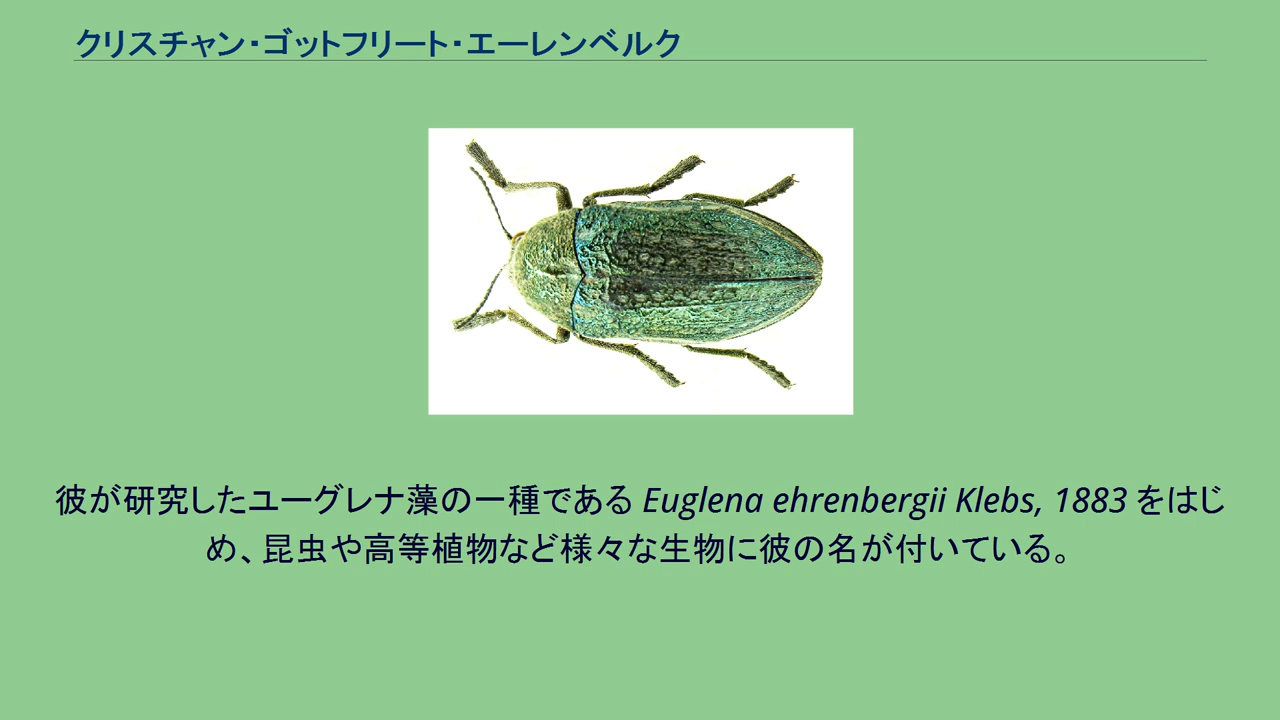 クリスチャン・ゴットフリート・エーレンベルク
彼が研究したユーグレナ藻の一種である Euglena ehrenbergii Klebs, 1883 をはじ
め、昆虫や高等植物など様々な生物に彼の名が付いている。